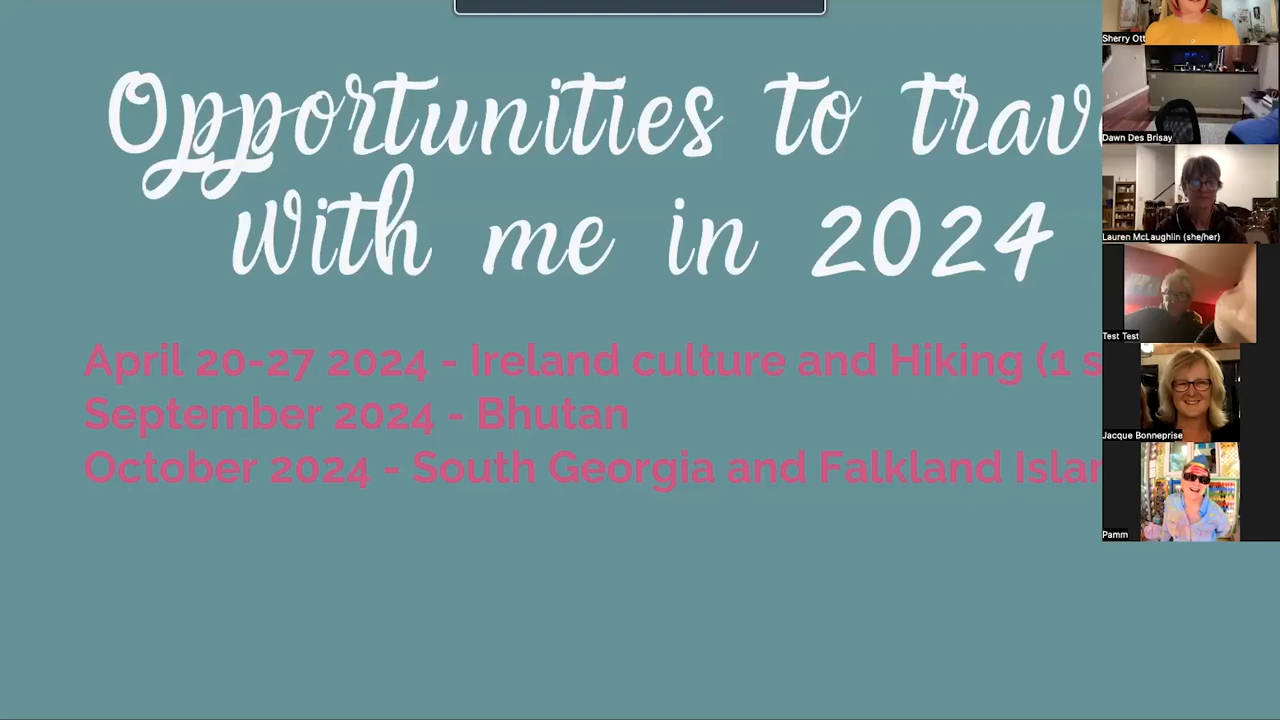 Opportunities to trav
with me in 2024
April 20-27 2024 - Ireland culture and Hiking (1 s
September 2024 - Bhutan
October 2024 - South Georgia and Falkland Islan
Sherry Ott
Dawn Des Brisay
Lauren McLaughlin (she/her)
Test Test
Jacque Bonneprise
Pamm